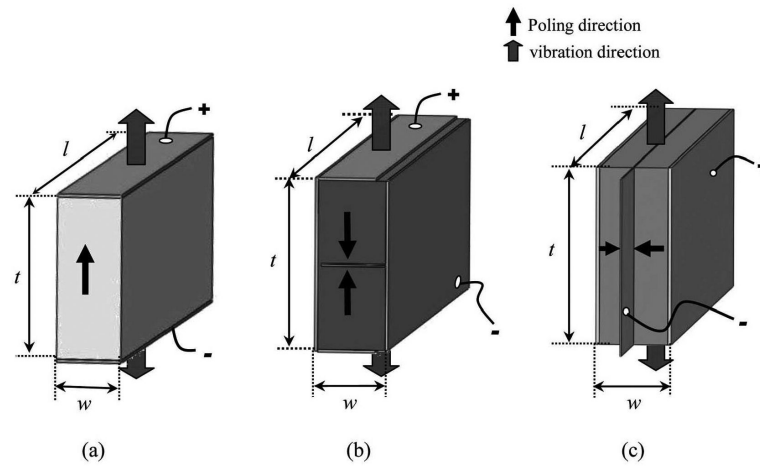 Poling direction
vibration direction
+
l
t
w
-
(a)
+
l
t
w
-
(b)
l
t
w
-
-
(c)